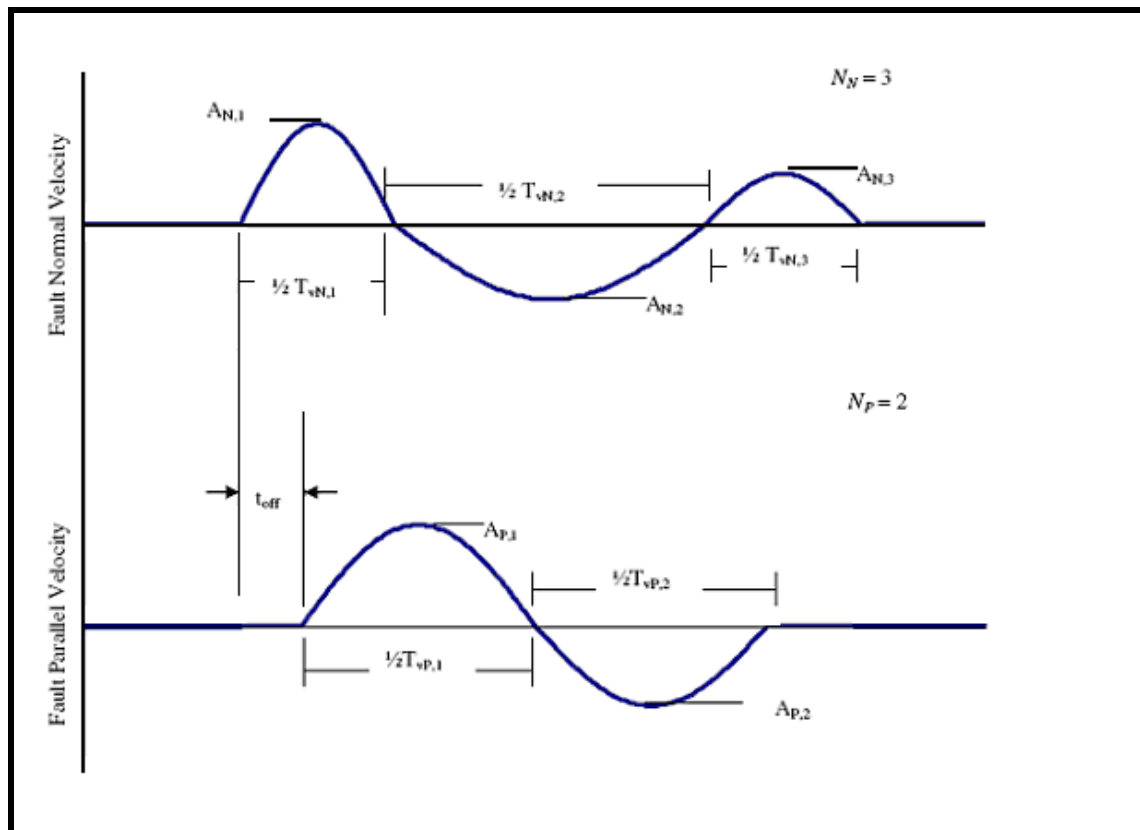 N_N = 3
A_N,1
A_N,3
½ T_vN,2
½ T_vN,3
½ T_vN,1
A_N,2
Fault Normal Velocity
N_P = 2
t_off
A_P,1
½T_vP,2
½T_vP,1
A_P,2
Fault Parallel Velocity